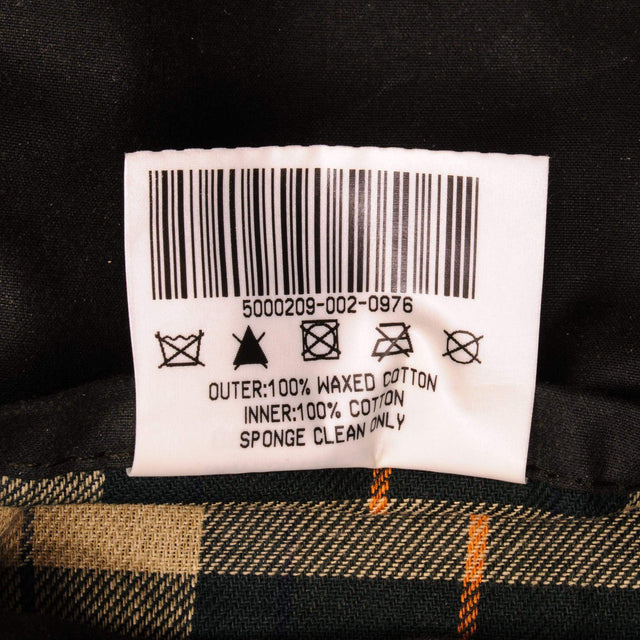 5000209-002-0976
OUTER:100% WAXED COTTON
INNER:100% COTTON
SPONGE CLEAN ONLY